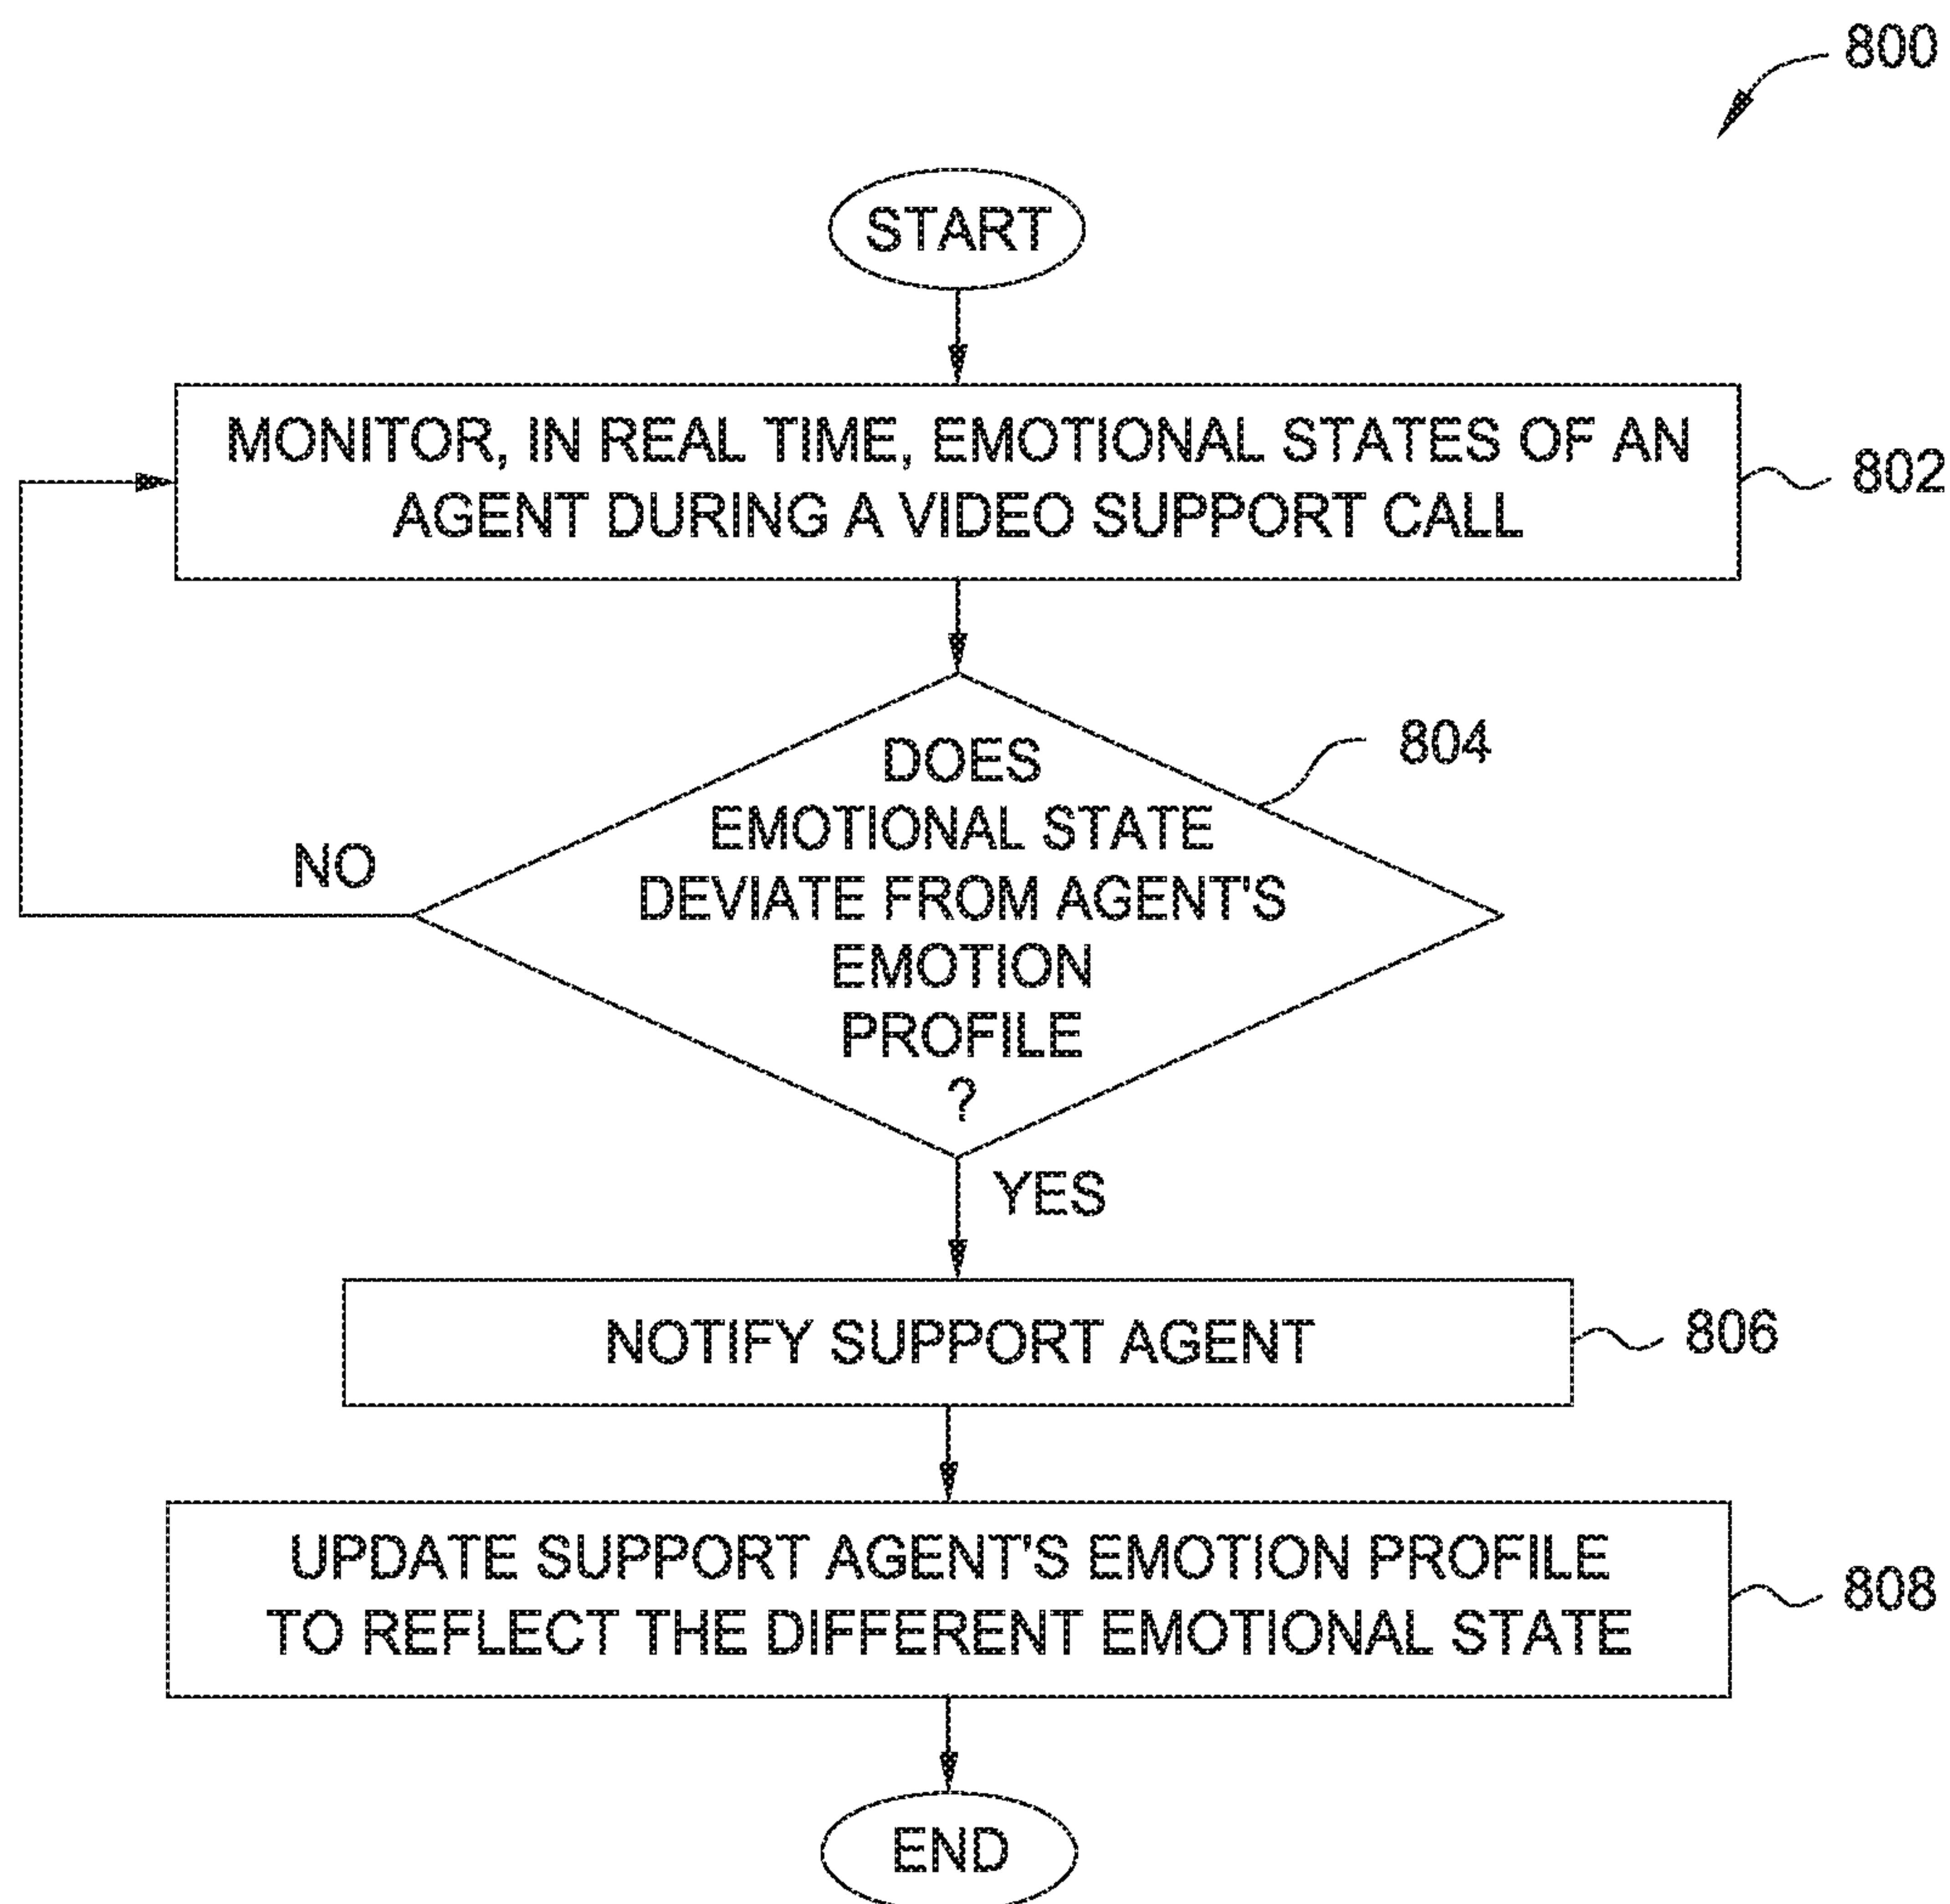 800
START
MONITOR, IN REAL TIME, EMOTIONAL STATES OF AN
AGENT DURING A VIDEO SUPPORT CALL
802
DOES
EMOTIONAL STATE
DEVIATE FROM AGENT'S
EMOTION
PROFILE
?
804
NO
YES
NOTIFY SUPPORT AGENT
806
UPDATE SUPPORT AGENT'S EMOTION PROFILE
TO REFLECT THE DIFFERENT EMOTIONAL STATE
808
END